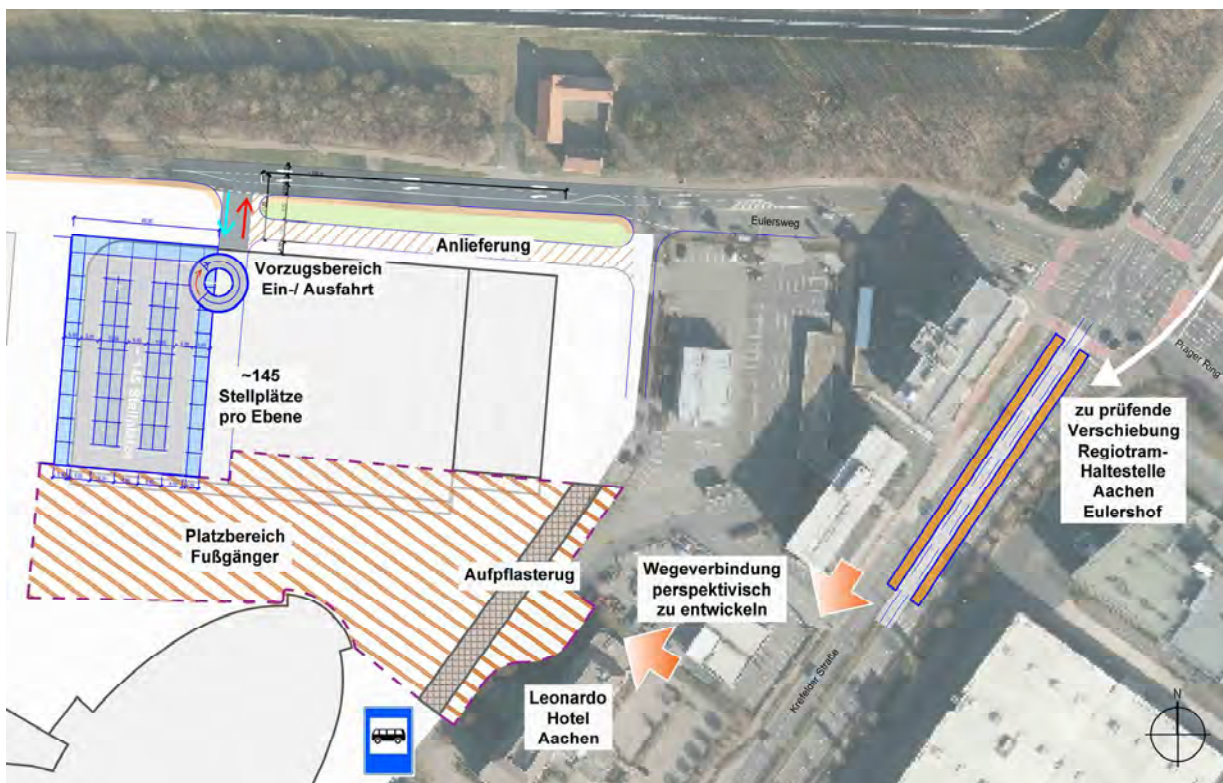 Eulersweg
Anlieferung
Vorzugsbereich
Ein-/ Ausfahrt
~145
Stellplätze
pro Ebene
Prager Ring
zu prüfende
Verschiebung
Regiotram-
Haltestelle
Aachen
Eulershof
Platzbereich
Fußgänger
Aufpflasterug
Wegeverbindung
perspektivisch
zu entwickeln
Krefelder Straße
Leonardo
Hotel
Aachen
N